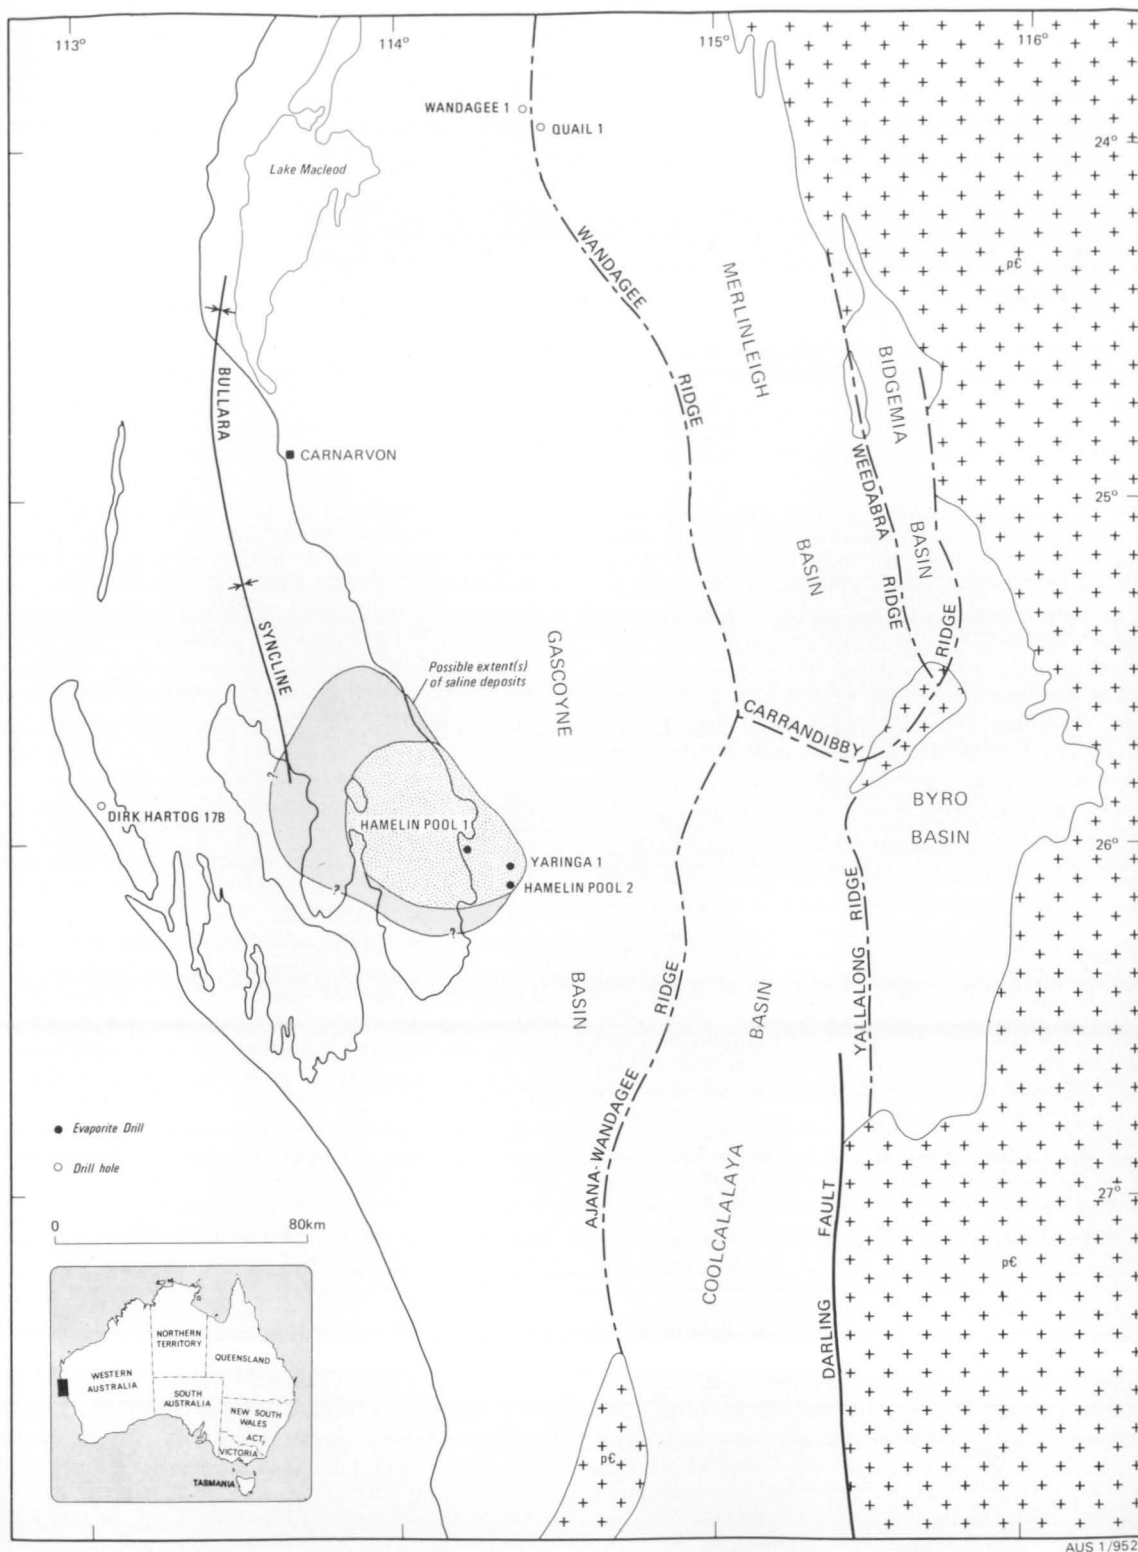 113°
114°
115°
116°
WANDAGEE 1
QUAIL 1
24°
Lake Macleod
WANDAGEE
RIDGE
MERLINLEIGH
BASIN
pЄ
BIDGEMIA
BASIN
BULLARA
SYNCLINE
CARNARVON
WEEDABRA
RIDGE
25°
GASCOYNE
BASIN
Possible extent(s)
of saline deposits
CARRANDIBBY
RIDGE
?
DIRK HARTOG 17B
HAMELIN POOL 1
YARINGA 1
HAMELIN POOL 2
?
?
BYRO
BASIN
26°
YALLALONG RIDGE
AJANA-WANDAGEE
RIDGE
COOLCALALAYA
BASIN
Evaporite Drill
Drill hole
27°
0
80km
DARLING FAULT
pЄ
pЄ
NORTHERN
TERRITORY
QUEENSLAND
WESTERN
AUSTRALIA
SOUTH
AUSTRALIA
NEW SOUTH
WALES
ACT
VICTORIA
TASMANIA
AUS 1/952